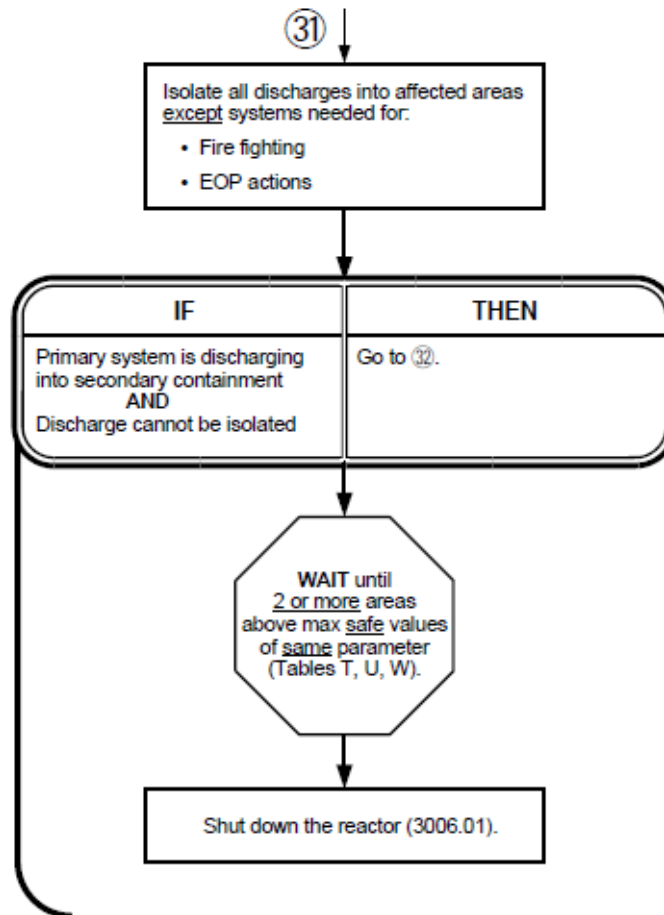 ㉛
Isolate all discharges into affected areas
except systems needed for:
• Fire fighting
• EOP actions
IF
THEN
Primary system is discharging
into secondary containment
AND
Discharge cannot be isolated
Go to ㉜.
WAIT until
2 or more areas
above max safe values
of same parameter
(Tables T, U, W).
Shut down the reactor (3006.01).